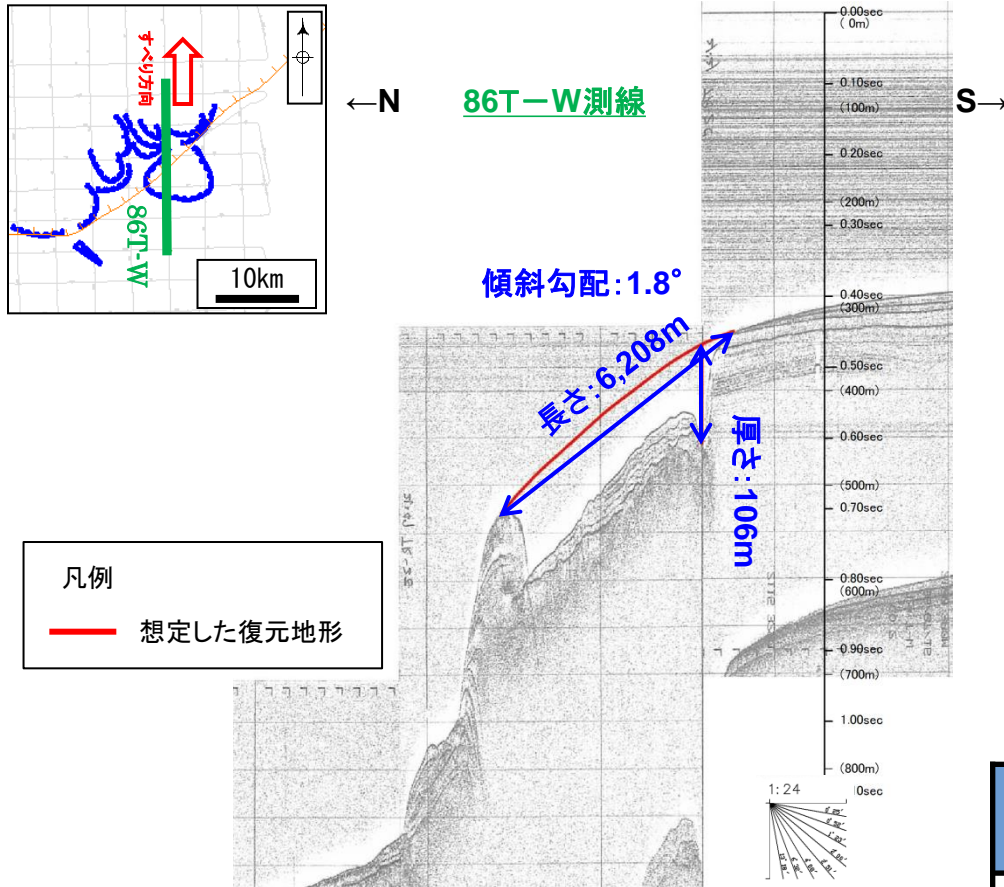 すべり方向
86T-W
10km
←N
86T－W測線
S→
傾斜勾配:1.8°
長さ:6,208m
厚さ:106m
凡例
想定した復元地形
0.00sec
( 0m)
0.10sec
(100m)
0.20sec
(200m)
0.30sec
0.40sec
(300m)
0.50sec
(400m)
0.60sec
(500m)
0.70sec
0.80sec
(600m)
0.90sec
(700m)
1.00sec
(800m)
0sec
1:24